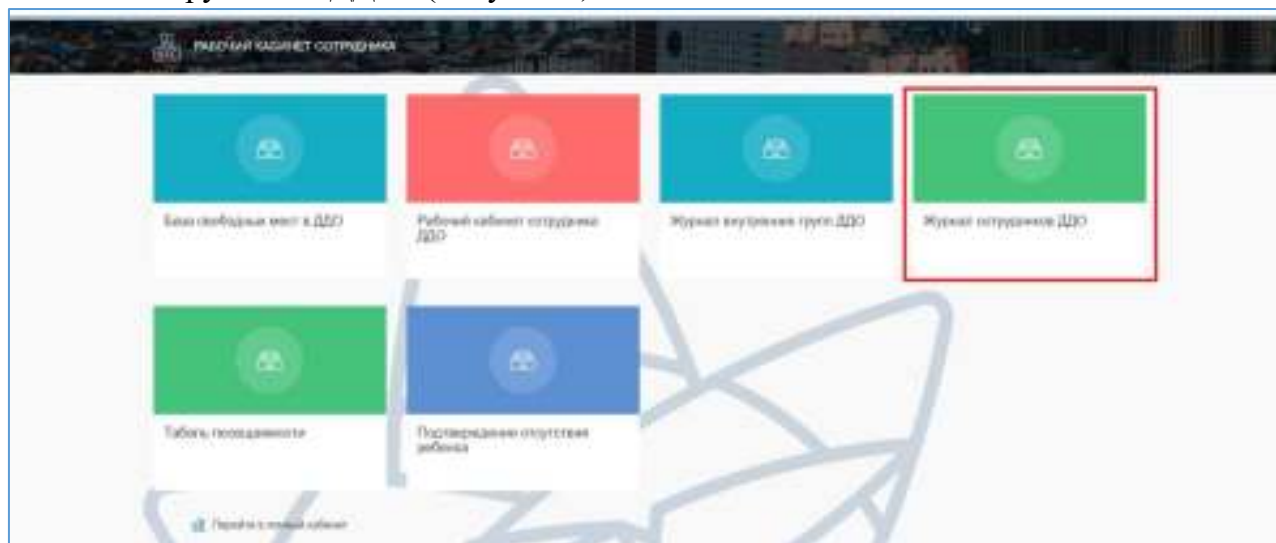 РАБОЧИЙ КАБИНЕТ СОТРУДНИКА
База свободных мест в ДДО
Рабочий кабинет сотрудника
ДДО
Журнал внутренних групп ДДО
Журнал сотрудников ДДО
Табель посещаемости
Подтверждение отсутствия
ребенка
Перейти в личный кабинет